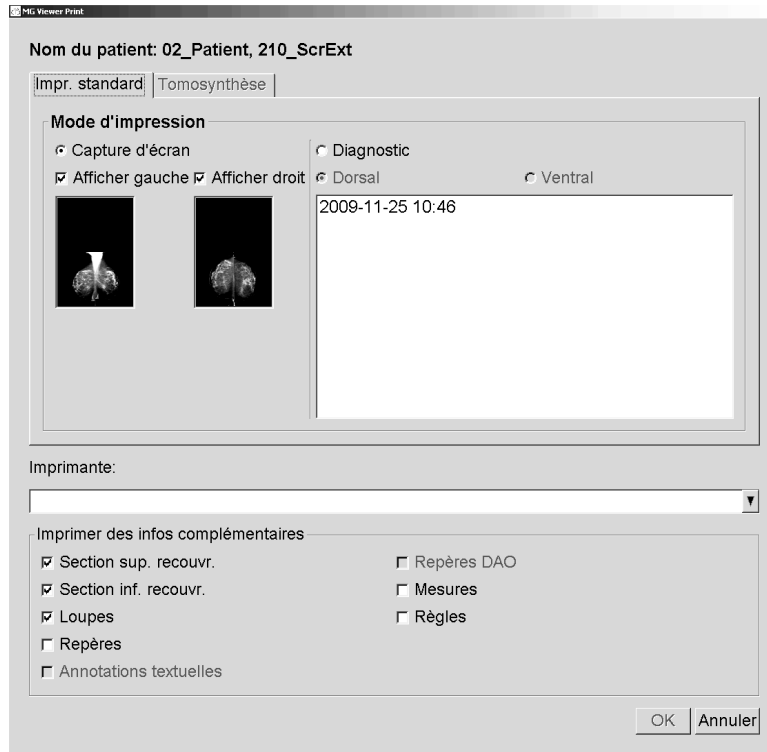 MG Viewer Print
Nom du patient: 02_Patient, 210_ScrExt
Impr. standard Tomosynthèse
Mode d'impression
Capture d'écran Diagnostic
Afficher gauche Afficher droit Dorsal Ventral
2009-11-25 10:46
Imprimante:
Imprimer des infos complémentaires
Section sup. recouvr. Repères DAO
Section inf. recouvr. Mesures
Loupes Règles
Repères
Annotations textuelles
OK Annuler